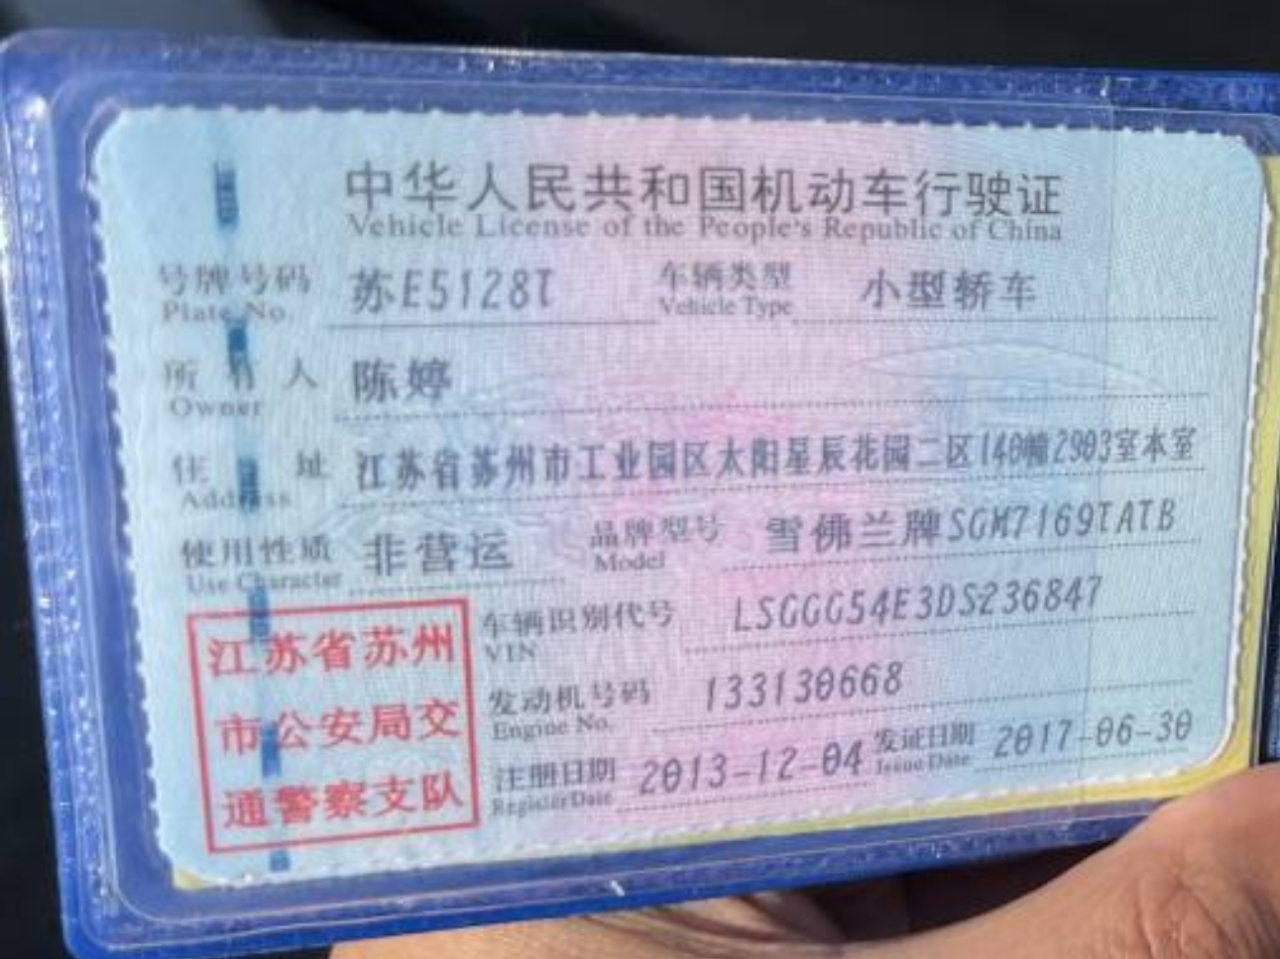 中华人民共和国机动车行驶证
Vehicle License of the People's Republic of China
号牌号码 苏E5128T 车辆类型 小型轿车
Plate No. Vehicle Type
所有人 陈婷
Owner
住址 江苏省苏州市工业园区太阳星辰花园二区140幢2903室本室
Address
使用性质 非营运 品牌型号 雪佛兰牌SGM7169TATB
Use Character Model
车辆识别代号 LSGGG54E3DS236847
VIN
发动机号码 133130668
Engine No.
注册日期 2013-12-04 发证日期 2017-06-30
Register Date Issue Date
江苏省苏州
市公安局交
通警察支队